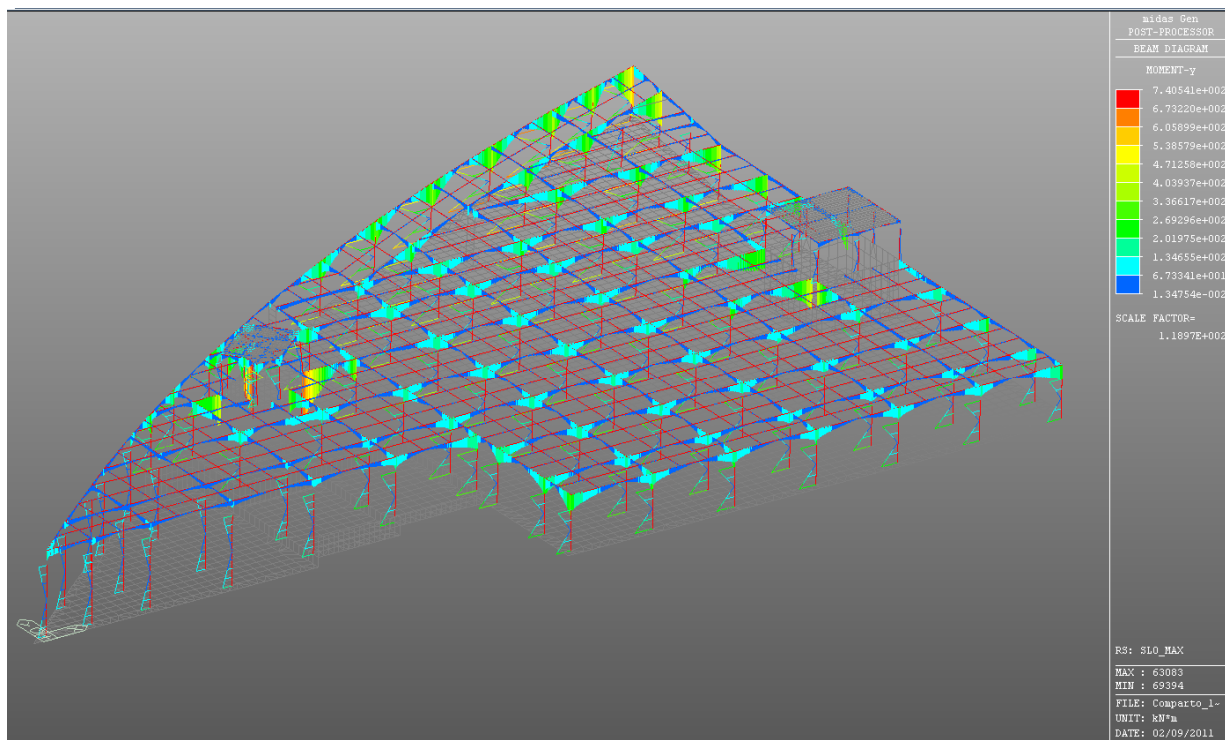 midas Gen
POST-PROCESSOR
BEAM DIAGRAM
MOMENT-y
7.40541e+002
6.73220e+002
6.05899e+002
5.38579e+002
4.71258e+002
4.03937e+002
3.36617e+002
2.69296e+002
2.01975e+002
1.34655e+002
6.73341e+001
1.34754e-002
SCALE FACTOR=
1.1897E+002
RS: SLO_MAX
MAX : 63083
MIN : 69394
FILE: Comparto_1~
UNIT: kN*m
DATE: 02/09/2011